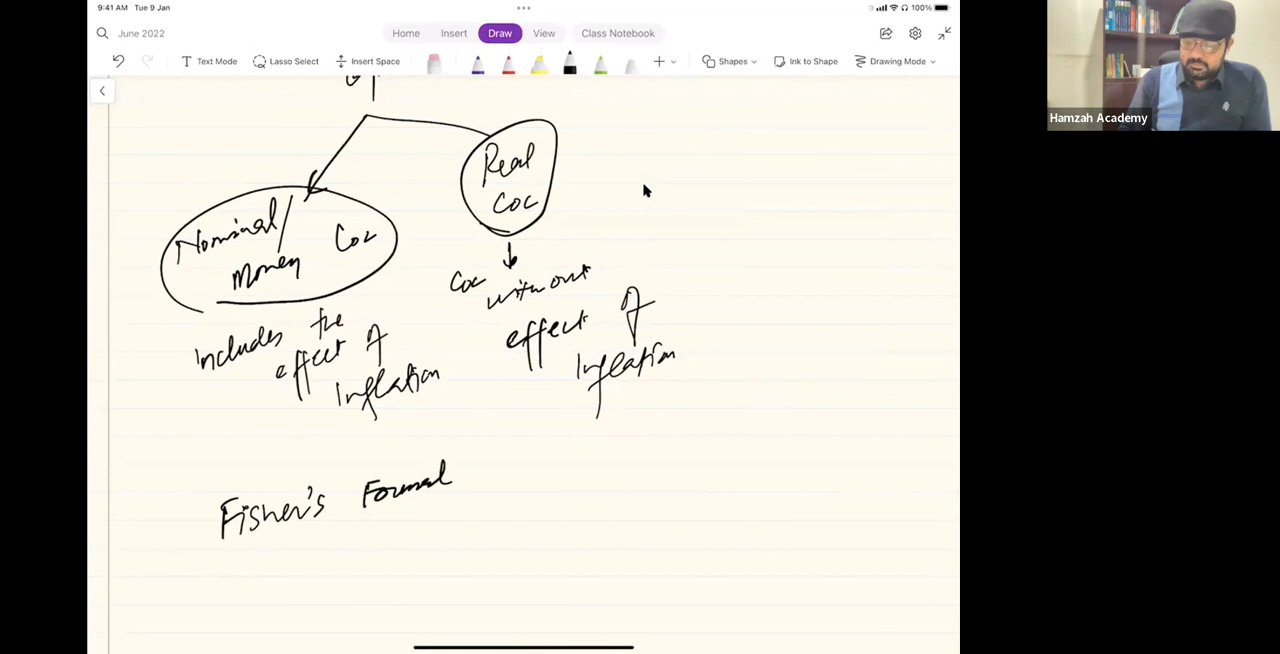 9:41 AM Tue 9 Jan
100%
June 2022
Home Insert Draw View Class Notebook
Text Mode Lasso Select Insert Space Shapes Ink to Shape Drawing Mode
Hamzah Academy
Real
Coc
Nominal/
Money Coc
Coc without
effect of
Inflation
includes the
effect of
Inflation
Fisher's Formul